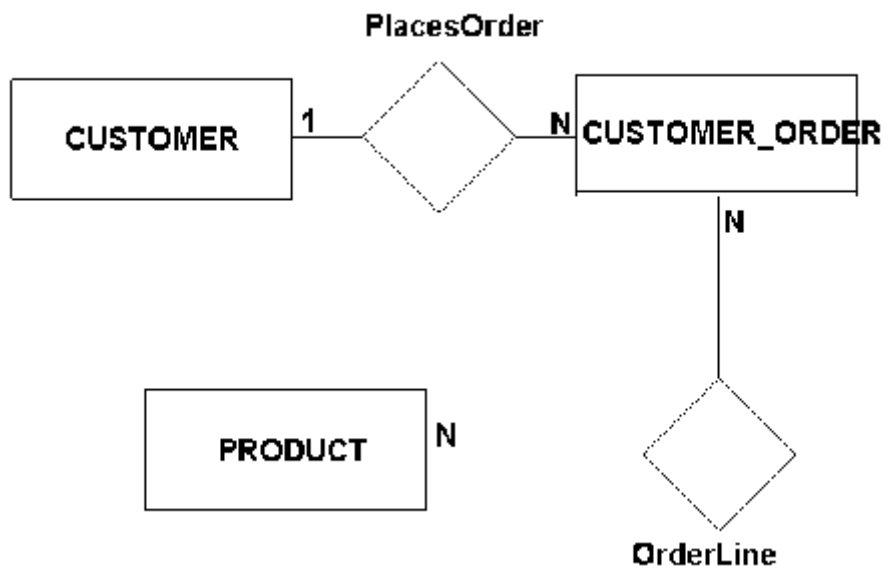 PlacesOrder
CUSTOMER
1
N
CUSTOMER_ORDER
N
PRODUCT
N
OrderLine